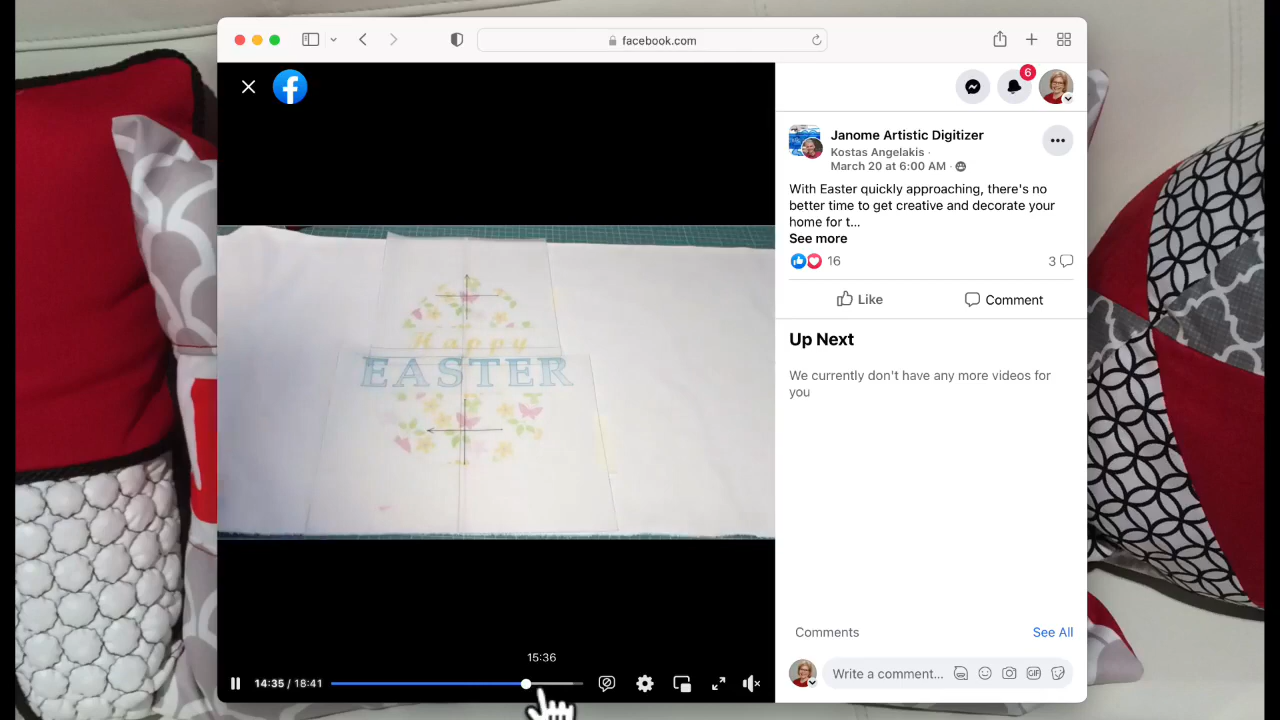 facebook.com
6
Janome Artistic Digitizer
Kostas Angelakis ·
March 20 at 6:00 AM ·
With Easter quickly approaching, there's no
better time to get creative and decorate your
home for t...
See more
16
3
Like
Comment
Up Next
We currently don't have any more videos for
you
Happy
EASTER
Comments
See All
Write a comment...
GIF
15:36
14:35 / 18:41